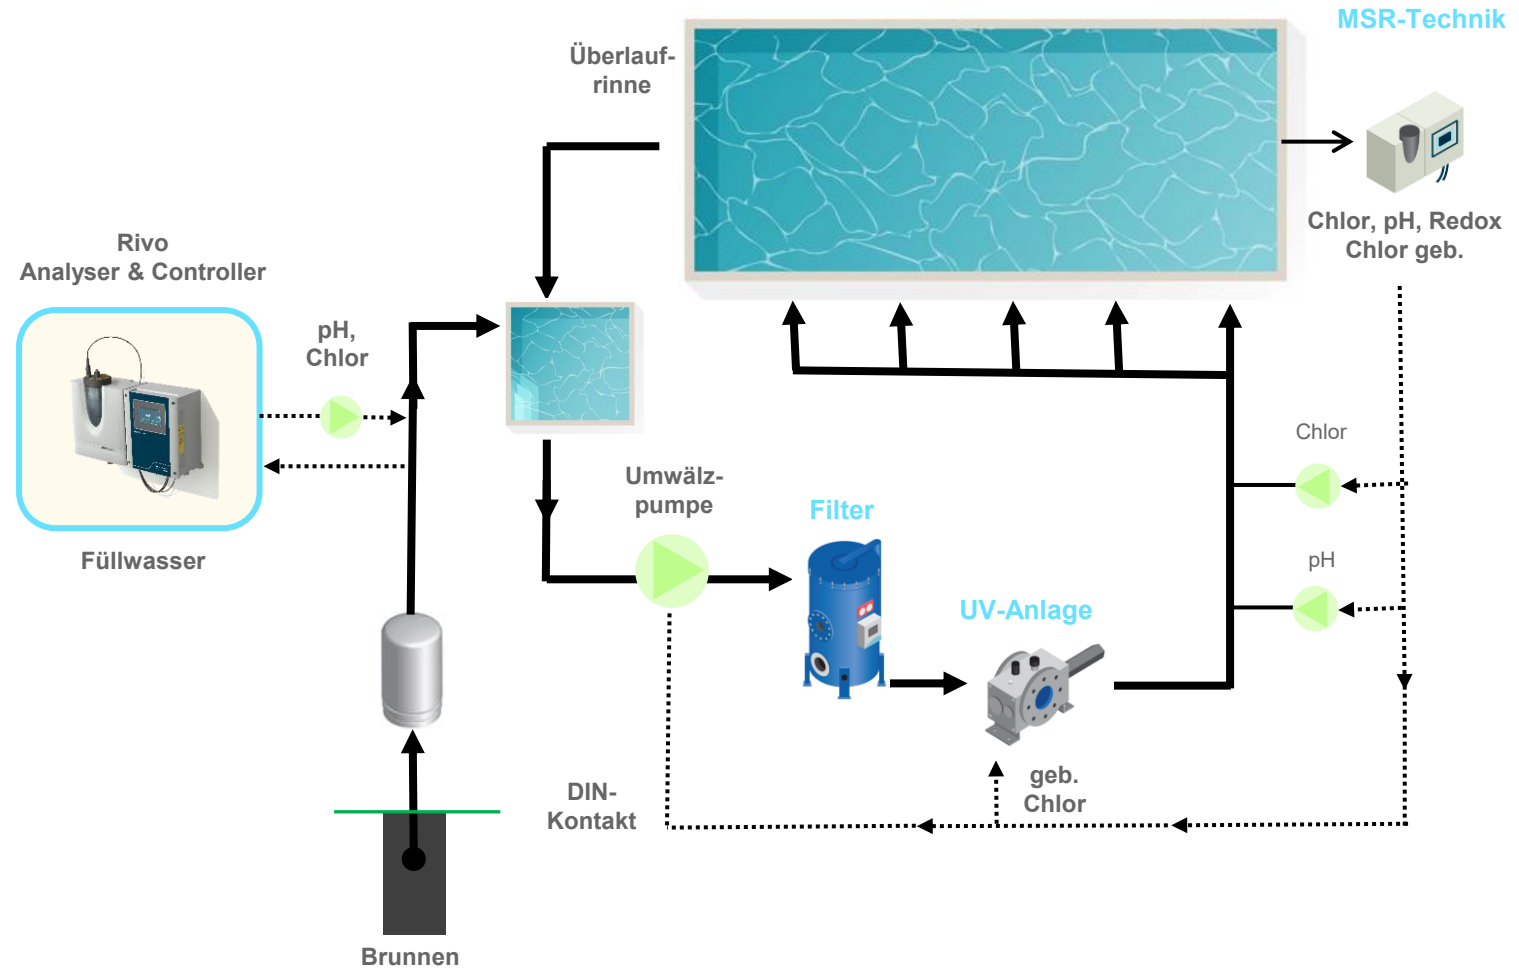 MSR-Technik
Überlauf-
rinne
Chlor, pH, Redox
Chlor geb.
Rivo
Analyser & Controller
pH,
Chlor
Füllwasser
Umwälz-
pumpe
Filter
UV-Anlage
Chlor
pH
geb.
Chlor
DIN-
Kontakt
Brunnen